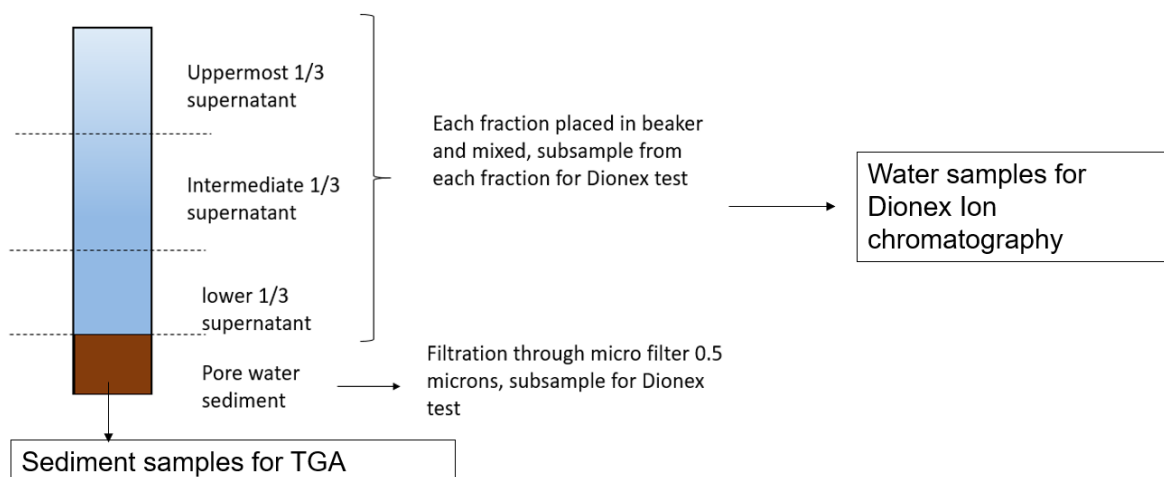 Uppermost 1/3
supernatant
Intermediate 1/3
supernatant
lower 1/3
supernatant
Pore water
sediment
Each fraction placed in beaker
and mixed, subsample from
each fraction for Dionex test
Water samples for
Dionex Ion
chromatography
Filtration through micro filter 0.5
microns, subsample for Dionex
test
Sediment samples for TGA